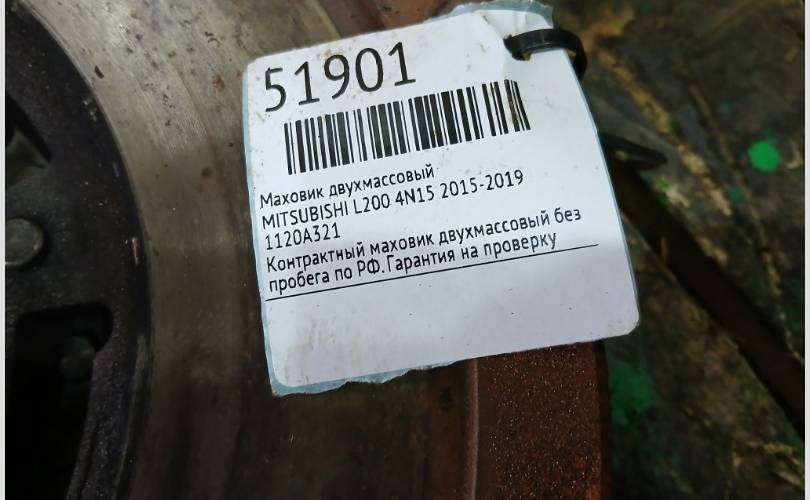 51901
Маховик двухмассовый
MITSUBISHI L200 4N15 2015-2019
1120A321
Контрактный маховик двухмассовый без
пробега по РФ.Гарантия на проверку